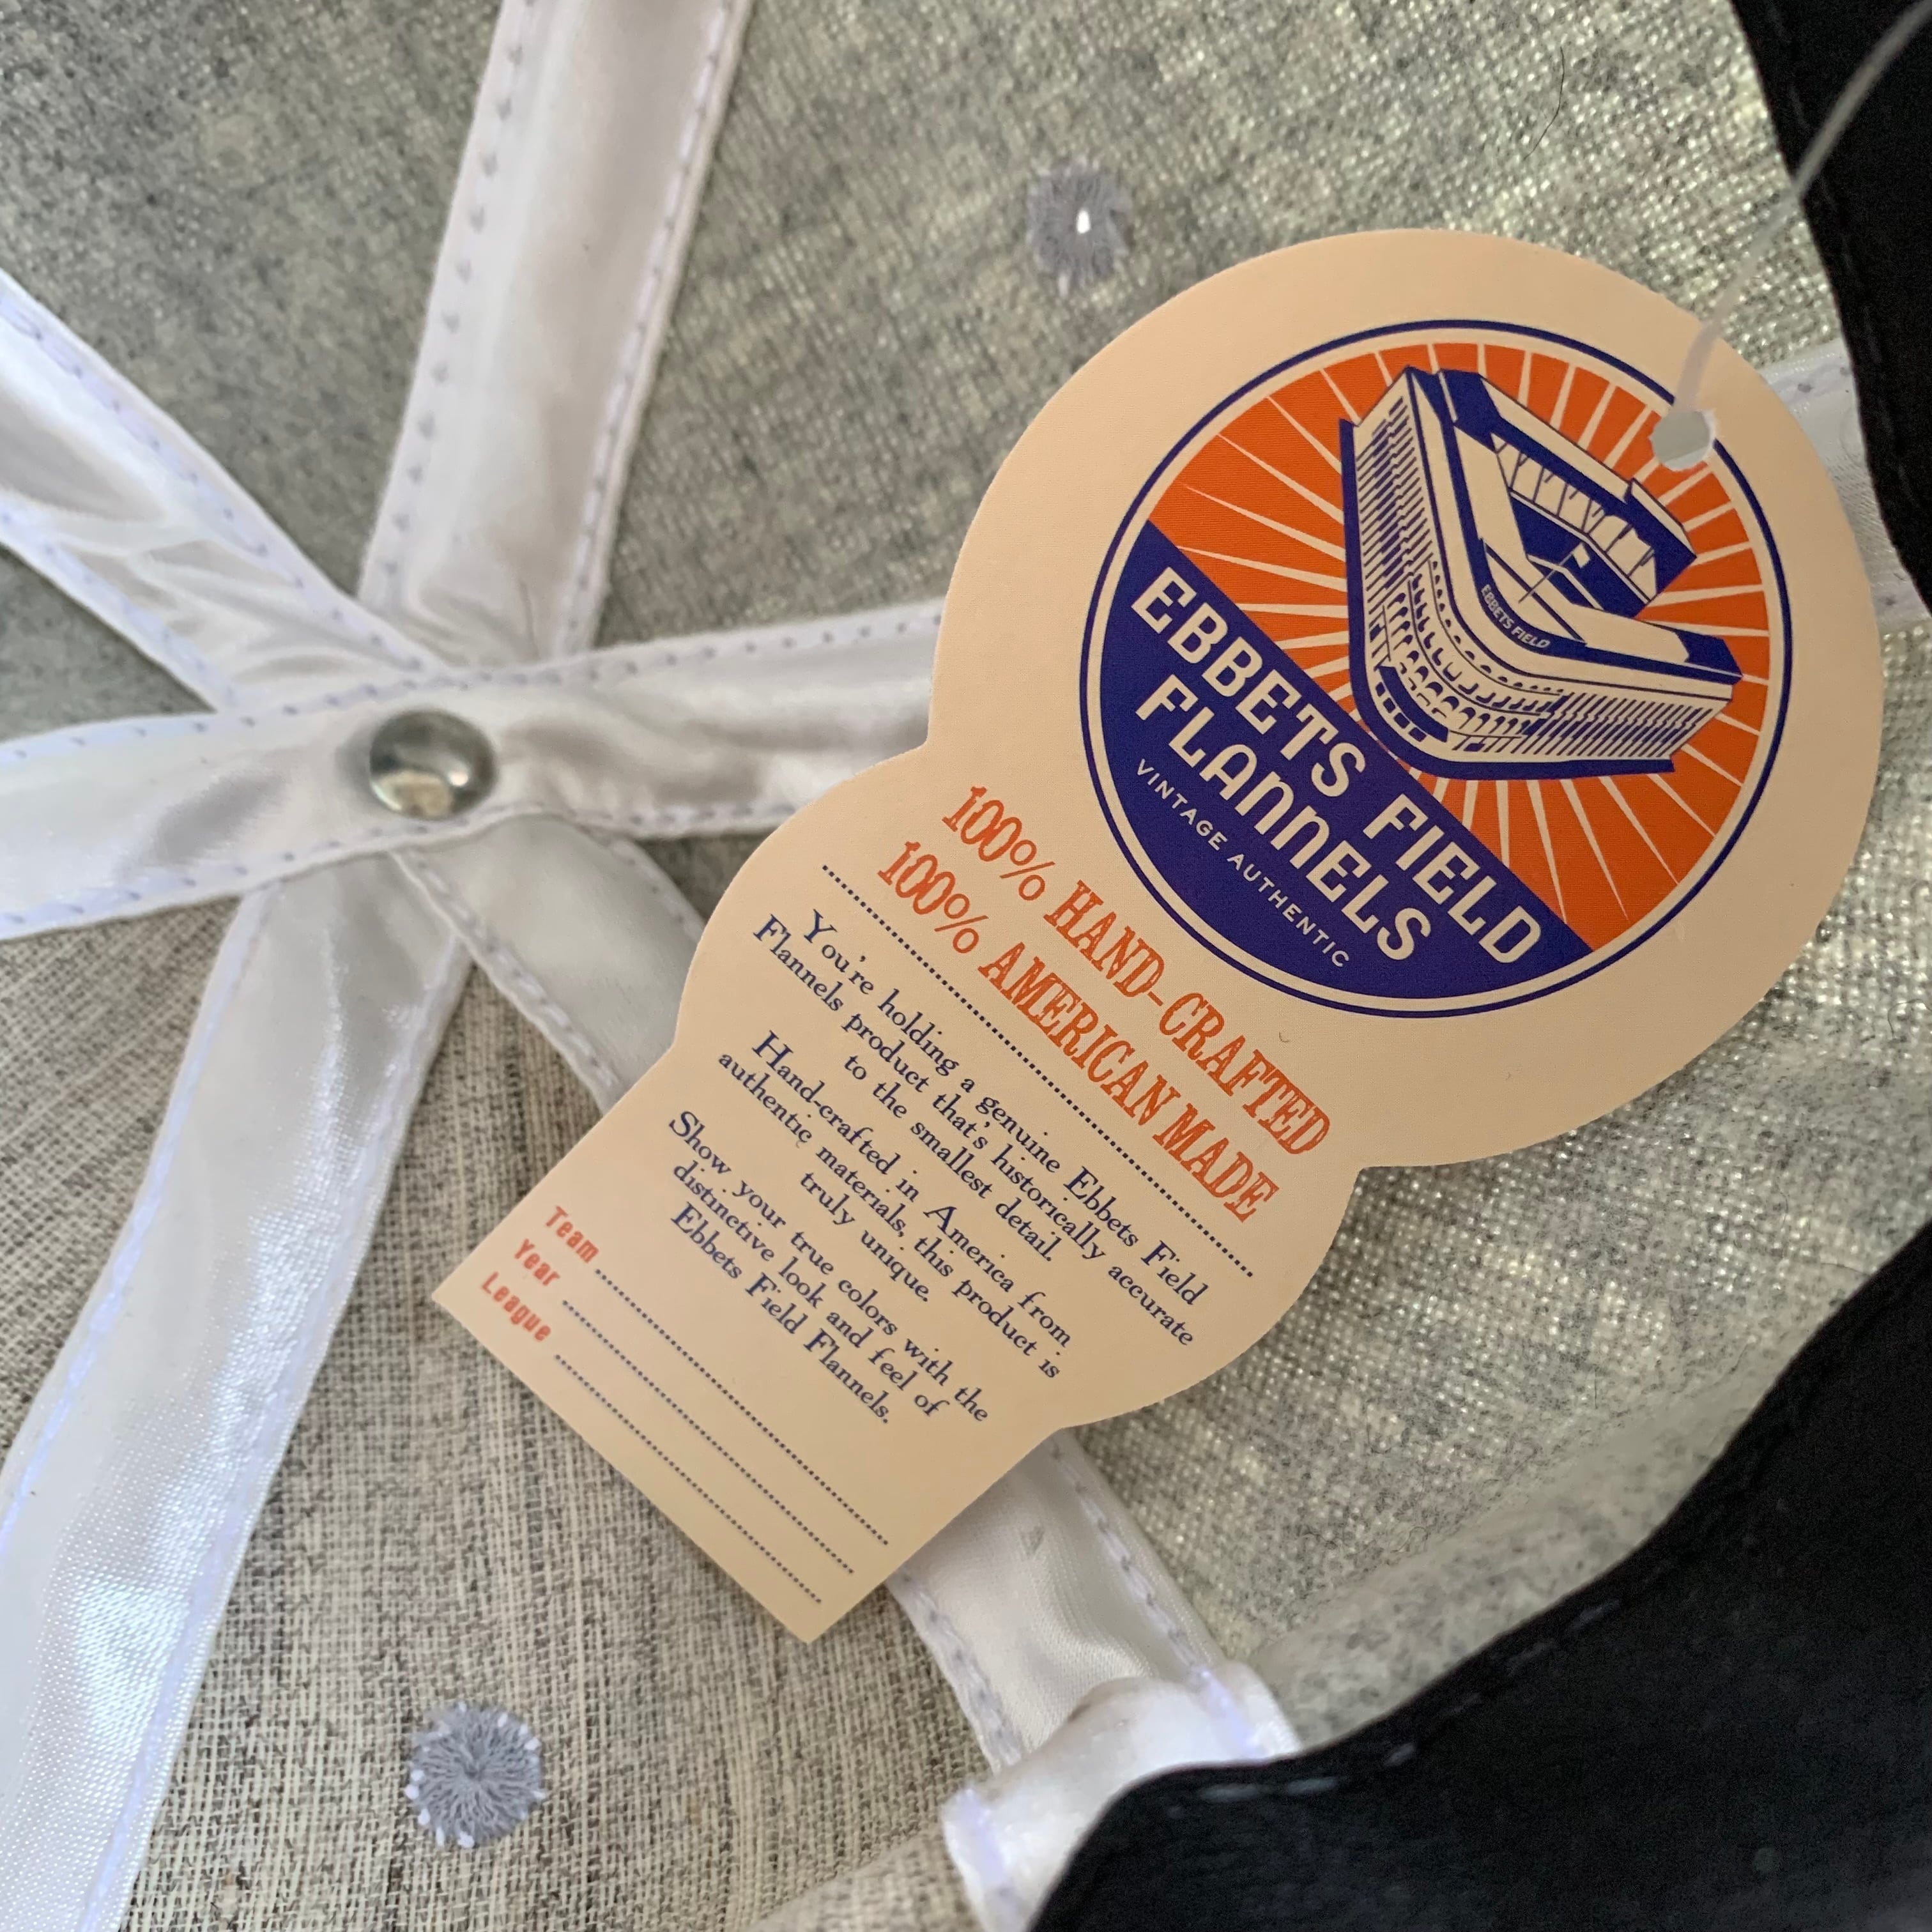 EBBETS FIELD
EBBETS FIELD
FLANNELS
VINTAGE AUTHENTIC
100% HAND-CRAFTED
100% AMERICAN MADE
You're holding a genuine Ebbets Field
Flannels product that's historically accurate
to the smallest detail.
Hand-crafted in America from
authentic materials, this product is
truly unique.
Show your true colors with the
distinctive look and feel of
Ebbets Field Flannels.
Team
Year
League